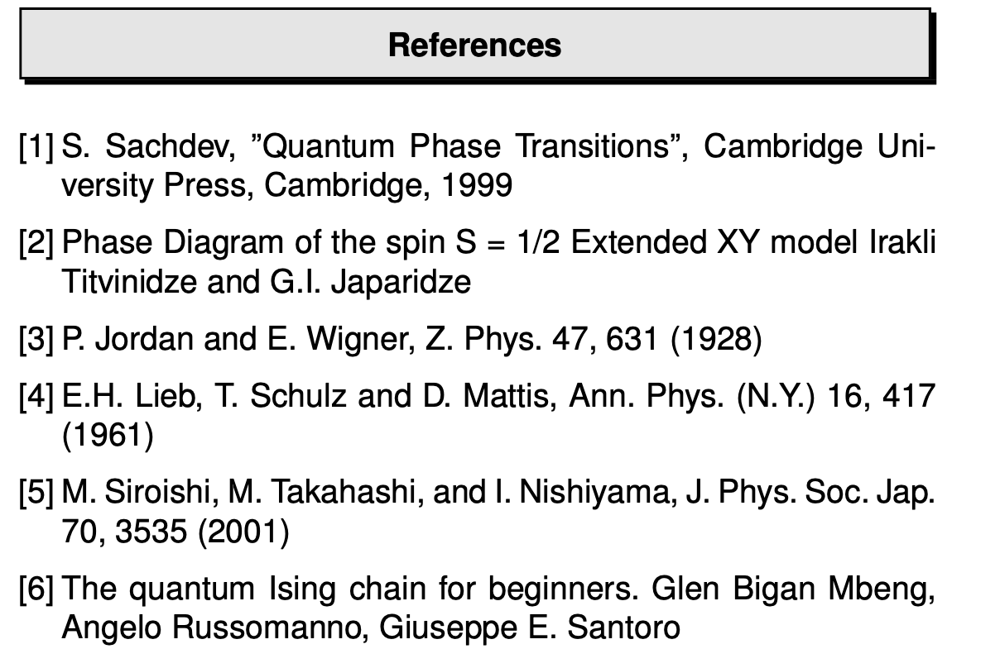 References
[1] S. Sachdev, ”Quantum Phase Transitions”, Cambridge Uni-
versity Press, Cambridge, 1999
[2] Phase Diagram of the spin S = 1/2 Extended XY model Irakli
Titvinidze and G.I. Japaridze
[3] P. Jordan and E. Wigner, Z. Phys. 47, 631 (1928)
[4] E.H. Lieb, T. Schulz and D. Mattis, Ann. Phys. (N.Y.) 16, 417
(1961)
[5] M. Siroishi, M. Takahashi, and I. Nishiyama, J. Phys. Soc. Jap.
70, 3535 (2001)
[6] The quantum Ising chain for beginners. Glen Bigan Mbeng,
Angelo Russomanno, Giuseppe E. Santoro